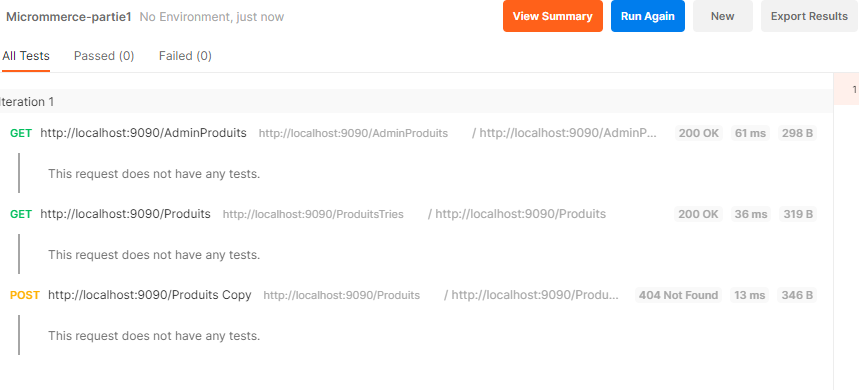 Micrommerce-partie1 No Environment, just now View Summary Run Again New Export Results
All Tests Passed (0) Failed (0)
1
Iteration 1
GET http://localhost:9090/AdminProduits http://localhost:9090/AdminProduits / http://localhost:9090/AdminP... 200 OK 61 ms 298 B
This request does not have any tests.
GET http://localhost:9090/Produits http://localhost:9090/ProduitsTries / http://localhost:9090/Produits 200 OK 36 ms 319 B
This request does not have any tests.
POST http://localhost:9090/Produits Copy http://localhost:9090/Produits / http://localhost:9090/Produ... 404 Not Found 13 ms 346 B
This request does not have any tests.